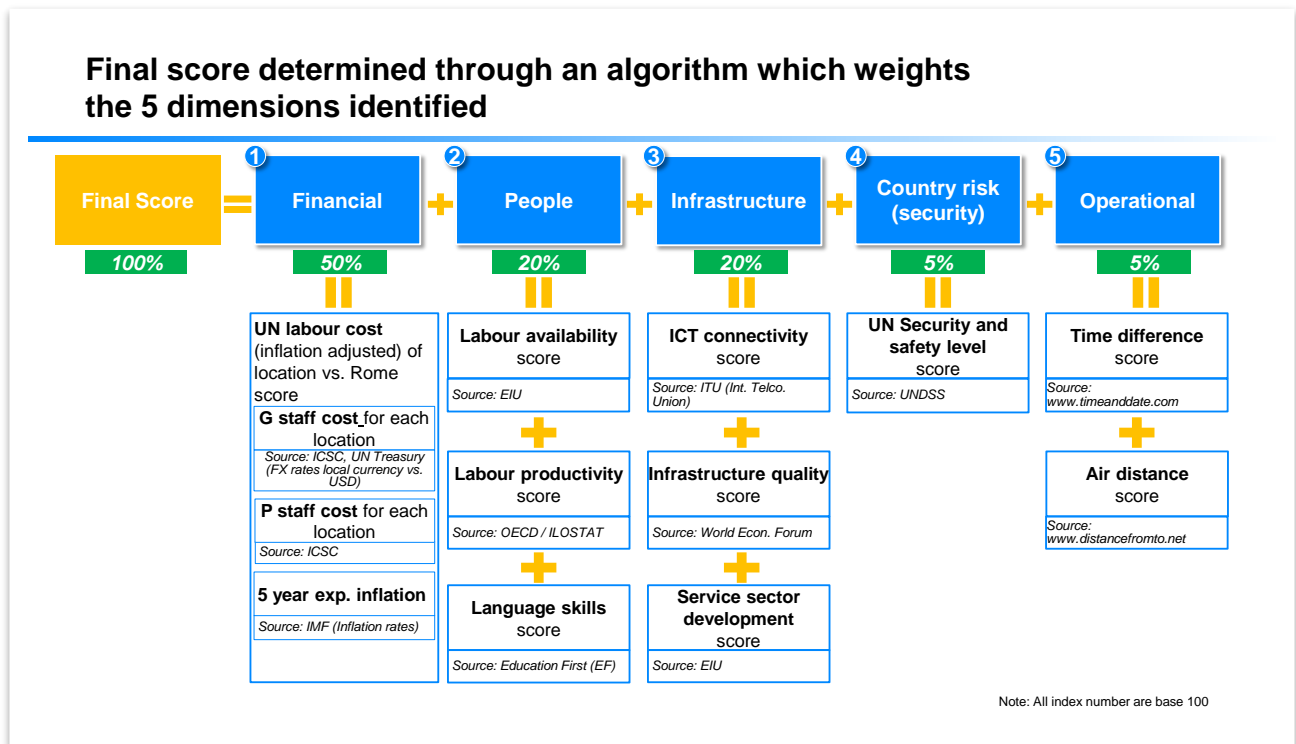 Final score determined through an algorithm which weights
the 5 dimensions identified
Final Score
=
1
Financial
+
2
People
+
3
Infrastructure
+
4
Country risk
(security)
+
5
Operational
100%
50%
20%
20%
5%
5%
UN labour cost
(inflation adjusted) of
location vs. Rome
score
G staff cost for each
location
Source: ICSC, UN Treasury
(FX rates local currency vs.
USD)
P staff cost for each
location
Source: ICSC
5 year exp. inflation
Source: IMF (Inflation rates)
Labour availability
score
Source: EIU
+
Labour productivity
score
Source: OECD / ILOSTAT
+
Language skills
score
Source: Education First (EF)
ICT connectivity
score
Source: ITU (Int. Telco.
Union)
+
Infrastructure quality
score
Source: World Econ. Forum
+
Service sector
development
score
Source: EIU
UN Security and
safety level
score
Source: UNDSS
Time difference
score
Source:
www.timeanddate.com
+
Air distance
score
Source:
www.distancefromto.net
Note: All index number are base 100